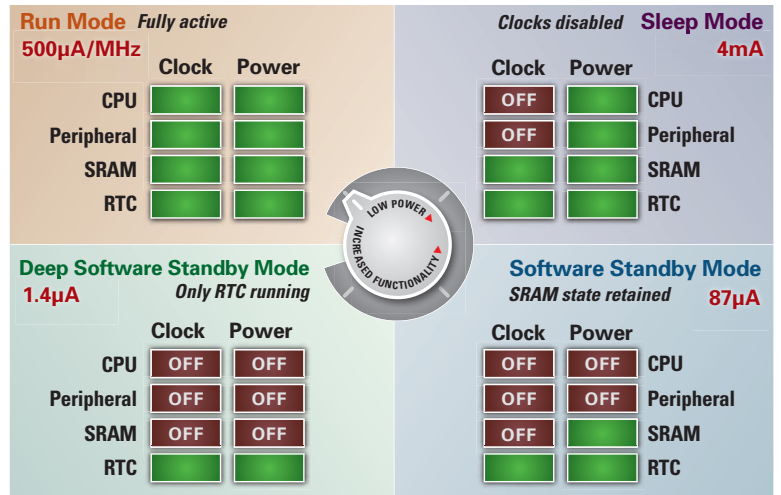 Run Mode Fully active
500µA/MHz
Clock Power
CPU
Peripheral
SRAM
RTC
Clocks disabled Sleep Mode
4mA
Clock Power
OFF CPU
OFF Peripheral
SRAM
RTC
LOW POWER
INCREASED FUNCTIONALITY
Deep Software Standby Mode
1.4µA Only RTC running
Clock Power
CPU OFF OFF
Peripheral OFF OFF
SRAM OFF OFF
RTC
Software Standby Mode
SRAM state retained 87µA
Clock Power
OFF OFF CPU
OFF OFF Peripheral
OFF SRAM
RTC